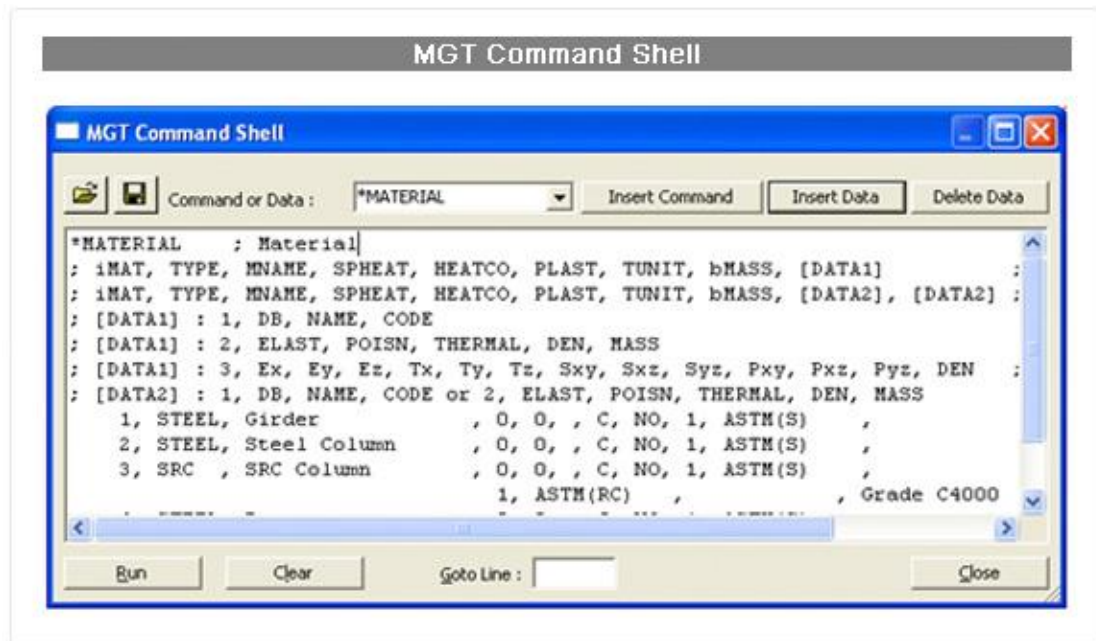 MGT Command Shell
MGT Command Shell
Command or Data : *MATERIAL Insert Command Insert Data Delete Data
*MATERIAL ; Material
; iMAT, TYPE, MNAME, SPHEAT, HEATCO, PLAST, TUNIT, bMASS, [DATA1] ;
; iMAT, TYPE, MNAME, SPHEAT, HEATCO, PLAST, TUNIT, bMASS, [DATA2], [DATA2] ;
; [DATA1] : 1, DB, NAME, CODE
; [DATA1] : 2, ELAST, POISN, THERMAL, DEN, MASS
; [DATA1] : 3, Ex, Ey, Ez, Tx, Ty, Tz, Sxy, Sxz, Syz, Pxy, Pxz, Pyz, DEN ;
; [DATA2] : 1, DB, NAME, CODE or 2, ELAST, POISN, THERMAL, DEN, MASS
1, STEEL, Girder , 0, 0, , C, NO, 1, ASTM(S) ,
2, STEEL, Steel Column , 0, 0, , C, NO, 1, ASTM(S) ,
3, SRC , SRC Column , 0, 0, , C, NO, 1, ASTM(S) ,
1, ASTM(RC) , , Grade C4000
Run Clear Goto Line : Close